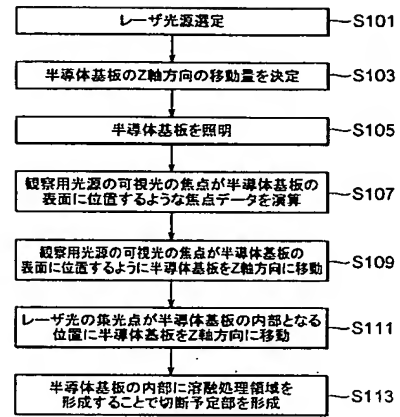 レーザ光源選定
S101
半導体基板のZ軸方向の移動量を決定
S103
半導体基板を照明
S105
観察用光源の可視光の焦点が半導体基板の
表面に位置するような焦点データを演算
S107
観察用光源の可視光の焦点が半導体基板の
表面に位置するように半導体基板をZ軸方向に移動
S109
レーザ光の集光点が半導体基板の内部となる
位置に半導体基板をZ軸方向に移動
S111
半導体基板の内部に溶融処理領域を
形成することで切断予定部を形成
S113